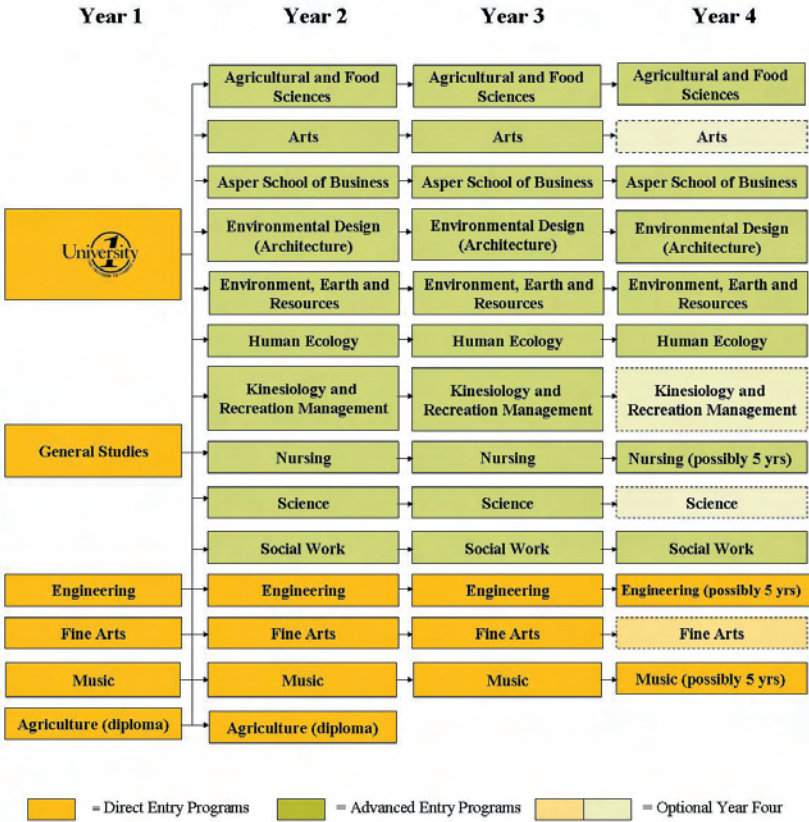 Year 1
Year 2
Year 3
Year 4
Agricultural and Food
Sciences
Agricultural and Food
Sciences
Agricultural and Food
Sciences
Arts
Arts
Arts
Asper School of Business
Asper School of Business
Asper School of Business
University
1
Environmental Design
(Architecture)
Environmental Design
(Architecture)
Environmental Design
(Architecture)
Environment, Earth and
Resources
Environment, Earth and
Resources
Environment, Earth and
Resources
Human Ecology
Human Ecology
Human Ecology
Kinesiology and
Recreation Management
Kinesiology and
Recreation Management
Kinesiology and
Recreation Management
General Studies
Nursing
Nursing
Nursing (possibly 5 yrs)
Science
Science
Science
Social Work
Social Work
Social Work
Engineering
Engineering
Engineering
Engineering (possibly 5 yrs)
Fine Arts
Fine Arts
Fine Arts
Fine Arts
Music
Music
Music
Music (possibly 5 yrs)
Agriculture (diploma)
Agriculture (diploma)
= Direct Entry Programs
= Advanced Entry Programs
= Optional Year Four